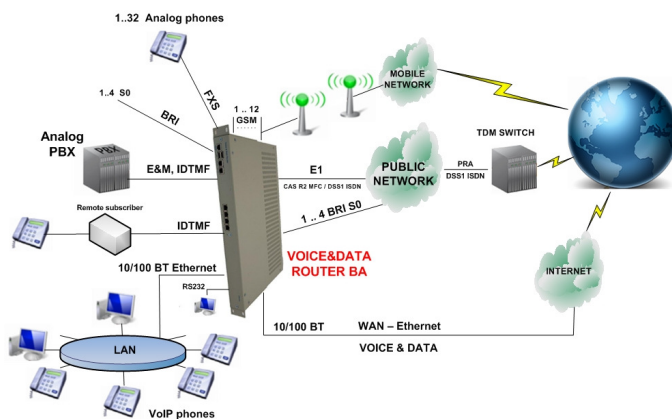 1..32 Analog phones
1..4 S0
BRI
FXS
1 .. 12
GSM
MOBILE
NETWORK
Analog
PBX
PBX
E&M, IDTMF
E1
CAS R2 MFC / DSS1 ISDN
PUBLIC
NETWORK
PRA
DSS1 ISDN
TDM SWITCH
Remote subscriber
IDTMF
1 .. 4 BRI S0
VOICE&DATA
ROUTER BA
10/100 BT Ethernet
RS232
INTERNET
10/100 BT
WAN – Ethernet
VOICE & DATA
LAN
VoIP phones